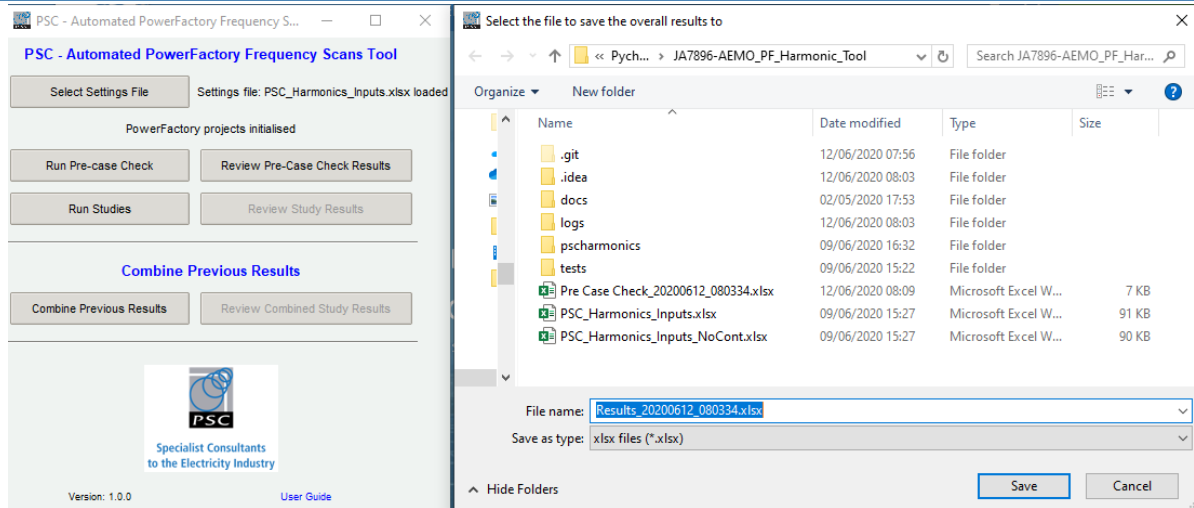 PSC - Automated PowerFactory Frequency S...
PSC - Automated PowerFactory Frequency Scans Tool
Select Settings File
Settings file: PSC_Harmonics_Inputs.xlsx loaded
PowerFactory projects initialised
Run Pre-case Check
Review Pre-Case Check Results
Run Studies
Review Study Results
Combine Previous Results
Combine Previous Results
Review Combined Study Results
PSC
Specialist Consultants
to the Electricity Industry
Version: 1.0.0
User Guide
Select the file to save the overall results to
« Pych... > JA7896-AEMO_PF_Harmonic_Tool
Search JA7896-AEMO_PF_Har...
Organize
New folder
Name Date modified Type Size
.git 12/06/2020 07:56 File folder
.idea 12/06/2020 08:03 File folder
docs 02/05/2020 17:53 File folder
logs 12/06/2020 08:03 File folder
pscharmonics 09/06/2020 16:32 File folder
tests 09/06/2020 15:22 File folder
Pre Case Check_20200612_080334.xlsx 12/06/2020 08:09 Microsoft Excel W... 7 KB
PSC_Harmonics_Inputs.xlsx 09/06/2020 15:27 Microsoft Excel W... 91 KB
PSC_Harmonics_Inputs_NoCont.xlsx 09/06/2020 15:27 Microsoft Excel W... 90 KB
File name: Results_20200612_080334.xlsx
Save as type: xlsx files (*.xlsx)
Hide Folders
Save
Cancel